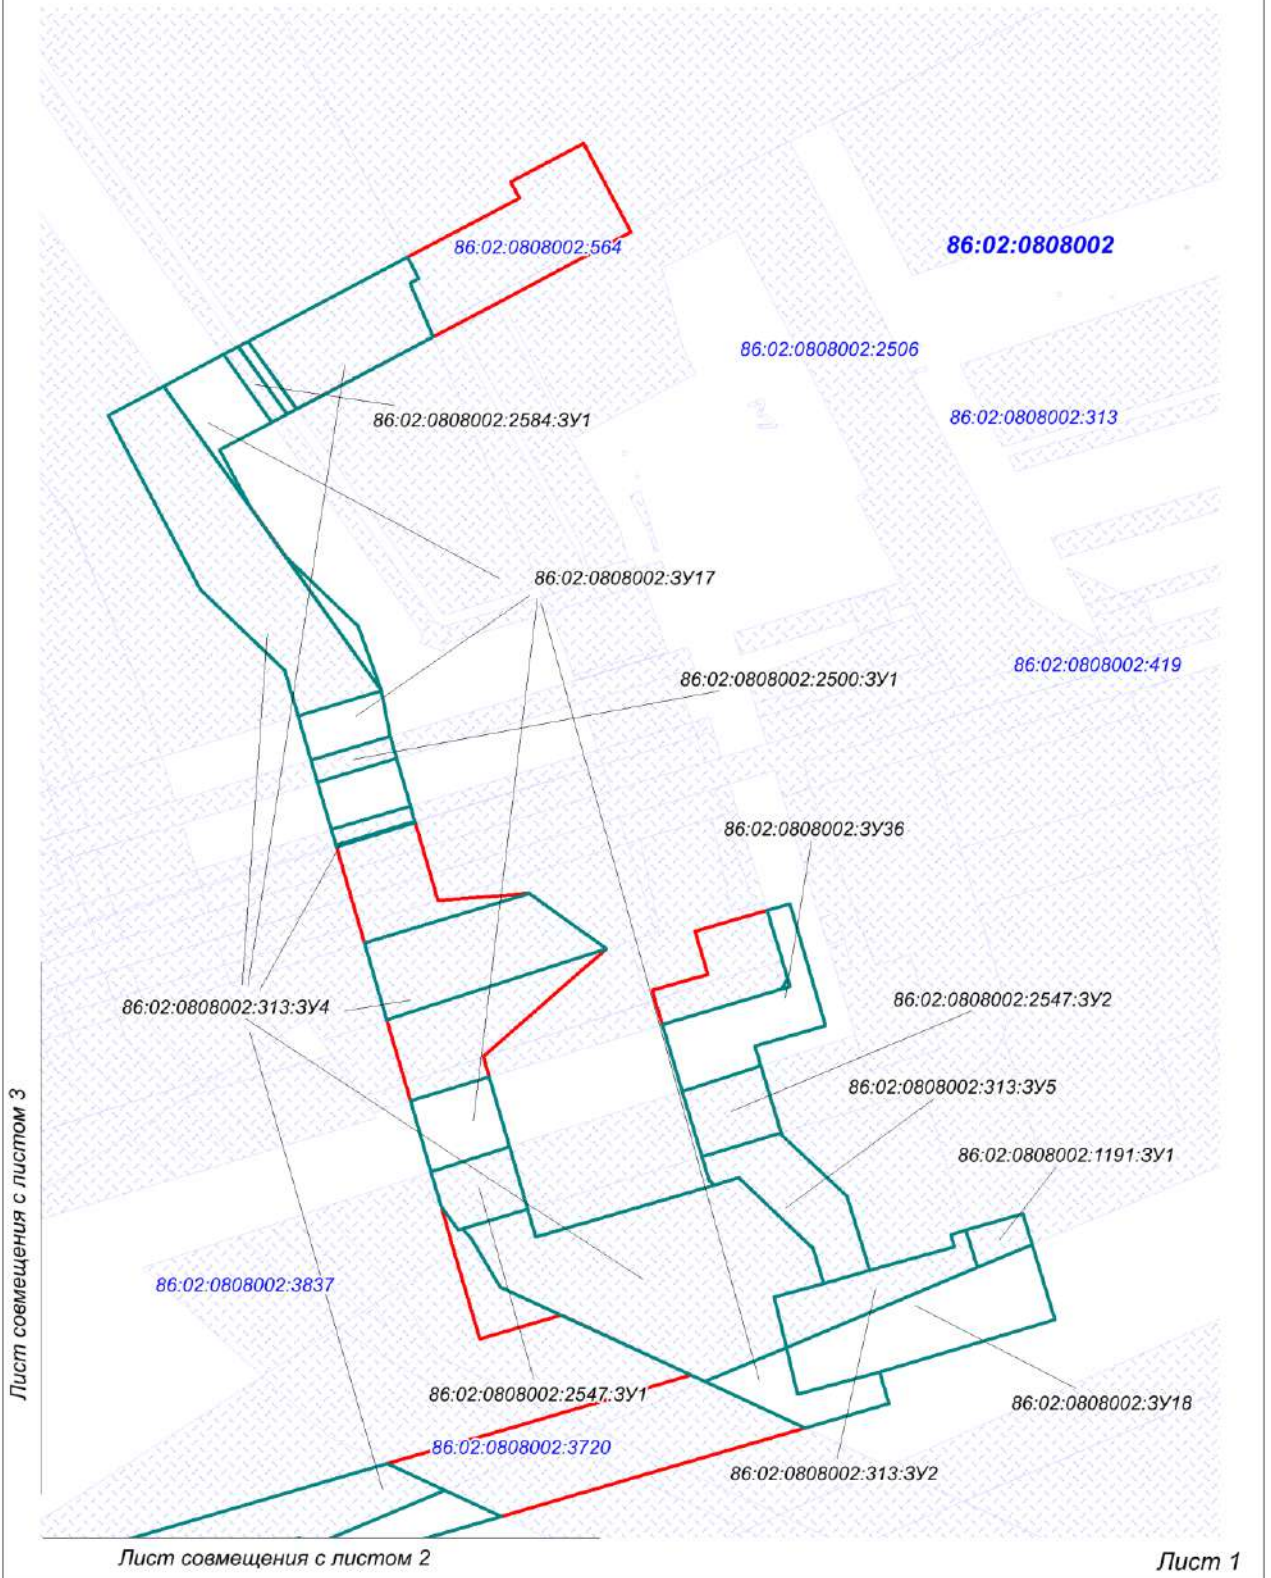 86:02:0808002:564
86:02:0808002
86:02:0808002:2506
86:02:0808002:313
86:02:0808002:2584:ЗУ1
86:02:0808002:ЗУ17
86:02:0808002:419
86:02:0808002:2500:ЗУ1
86:02:0808002:ЗУ36
86:02:0808002:2547:ЗУ2
86:02:0808002:313:ЗУ4
86:02:0808002:313:ЗУ5
86:02:0808002:1191:ЗУ1
Лист совмещения с листом 3
86:02:0808002:3837
86:02:0808002:2547:ЗУ1
86:02:0808002:ЗУ18
86:02:0808002:3720
86:02:0808002:313:ЗУ2
Лист совмещения с листом 2
Лист 1